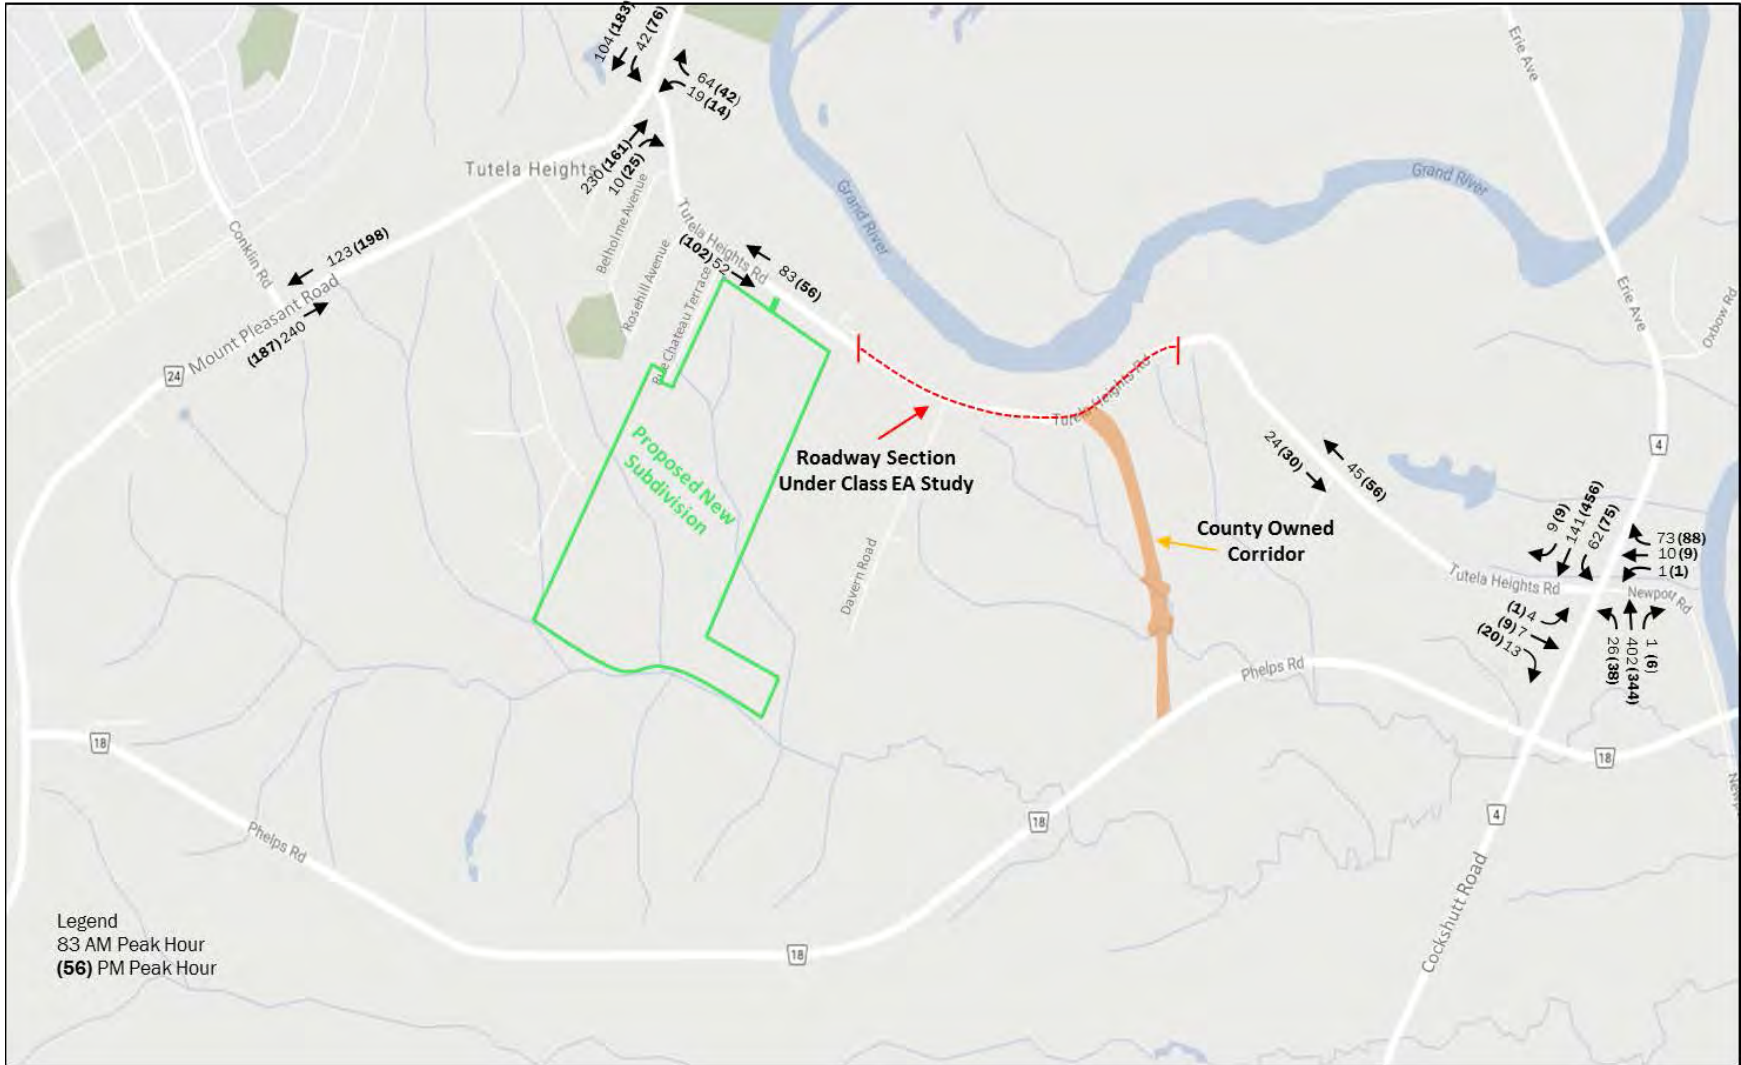 Erie Ave
104 (183)
42 (76)
64 (42)
19 (14)
230 (161)
10 (25)
Tutela Heights
Grand River
Grand River
Conklin Rd
Belholme Avenue
Tutela Heights Rd
123 (198)
(102) 52
83 (56)
Rosehill Avenue
Rue Chateau Terrace
Erie Ave
Oxbow Rd
Mount Pleasant Road
(187) 240
24
Tutela Heights Rd
Proposed New
Subdivision
Roadway Section
Under Class EA Study
24 (30)
45 (56)
4
County Owned
Corridor
9 (9)
141 (456)
62 (75)
73 (88)
10 (9)
1 (1)
Davern Road
Tutela Heights Rd
Newport Rd
(1) 4
(9) 7
(20) 13
26 (38)
402 (344)
1 (6)
Phelps Rd
18
18
4
18
Phelps Rd
Cockshutt Road
18
Legend
83 AM Peak Hour
(56) PM Peak Hour